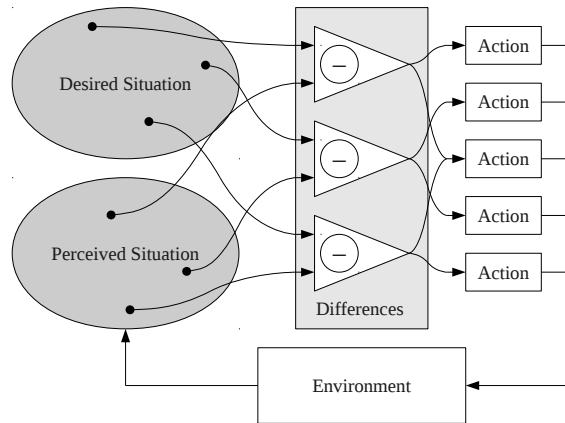 Desired Situation
Perceived Situation
−
−
−
Differences
Action
Action
Action
Action
Action
Environment